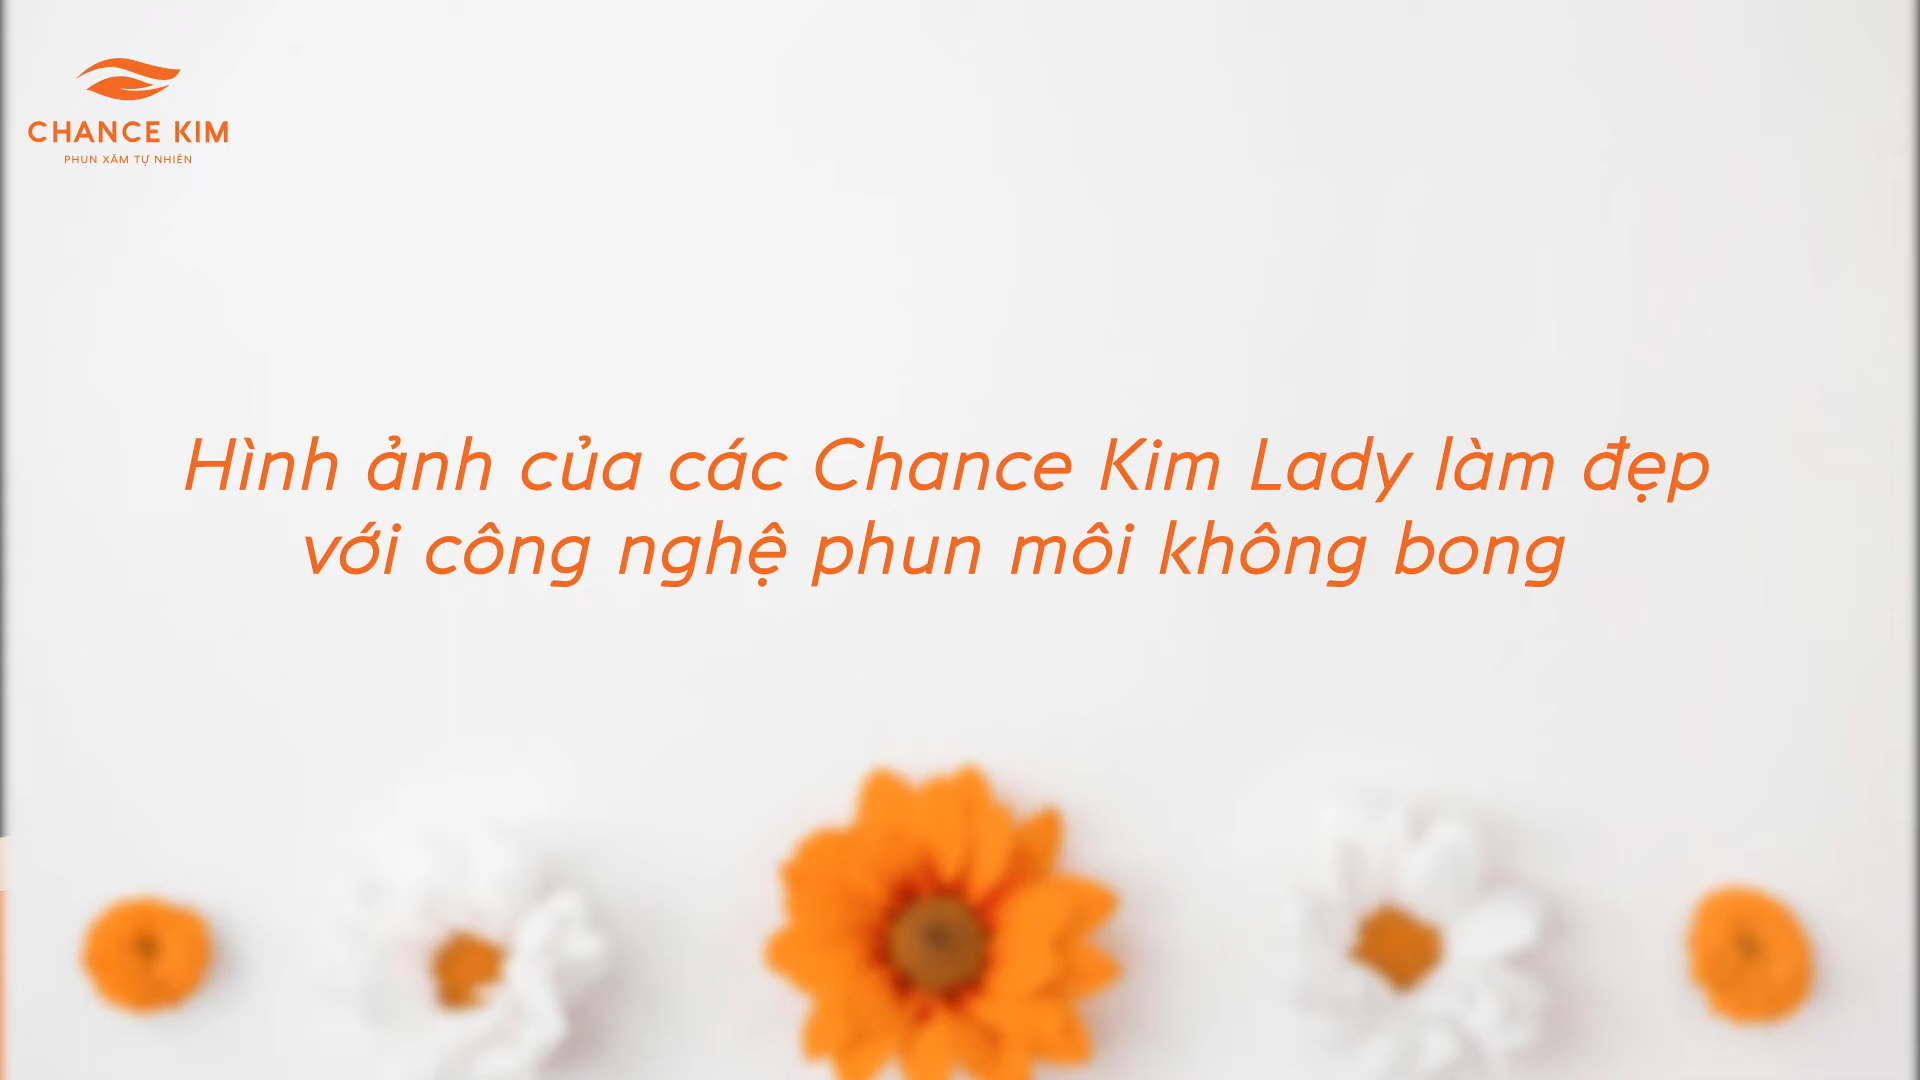 CHANCE KIM
PHUN XĂM TỰ NHIÊN
Hình ảnh của các Chance Kim Lady làm đẹp
với công nghệ phun môi không bong